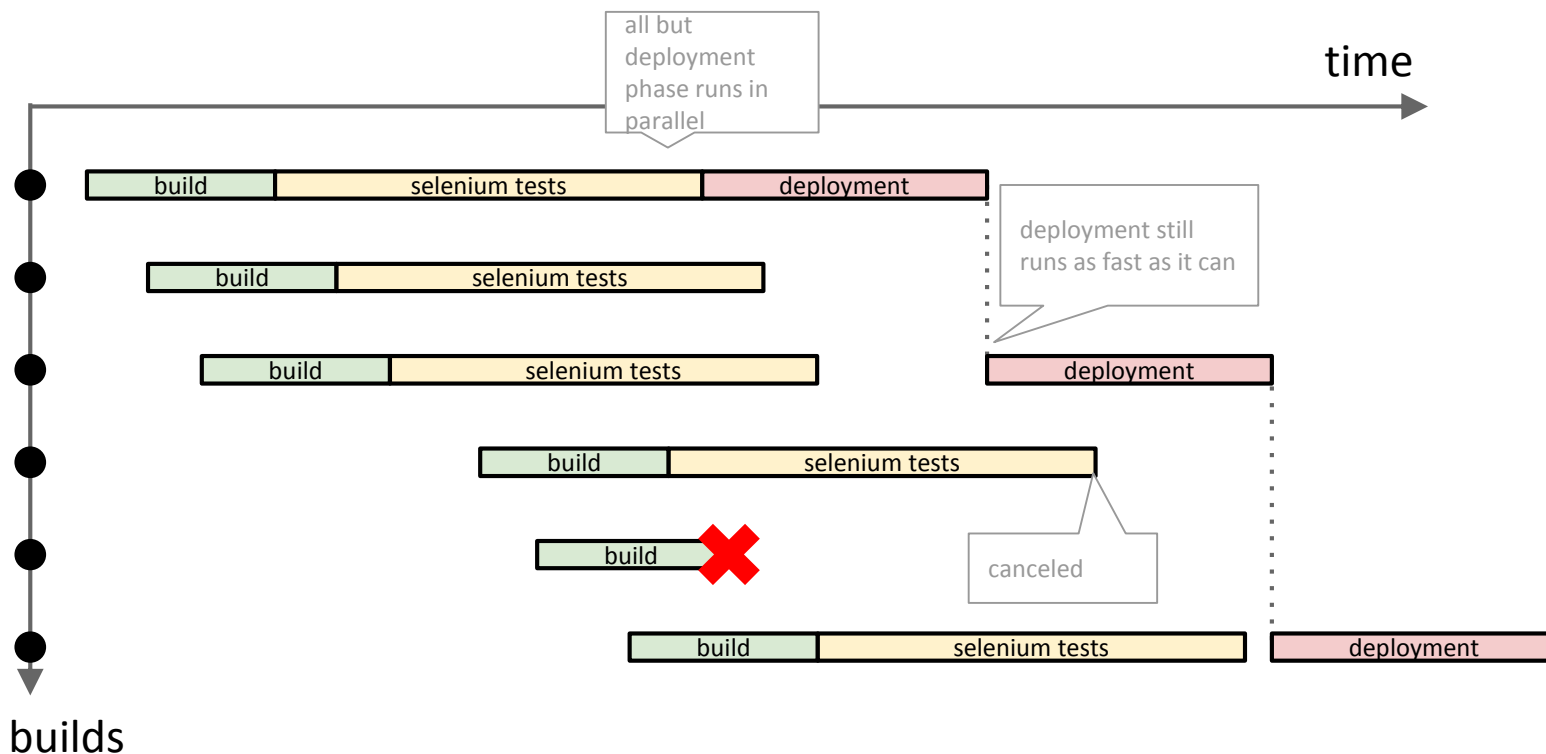 all but
deployment
phase runs in
parallel
time
build selenium tests deployment
deployment still
runs as fast as it can
build selenium tests
build selenium tests deployment
build selenium tests
build
canceled
build selenium tests deployment
builds